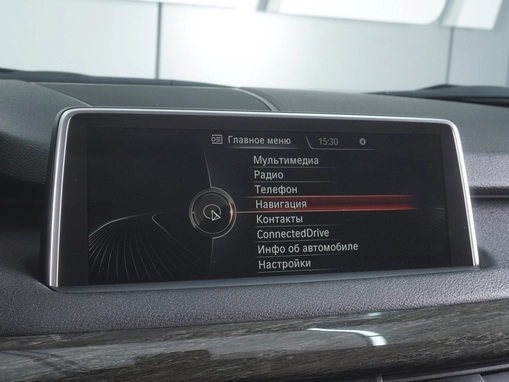 Главное меню 15:30
Мультимедиа
Радио
Телефон
Навигация
Контакты
ConnectedDrive
Инфо об автомобиле
Настройки